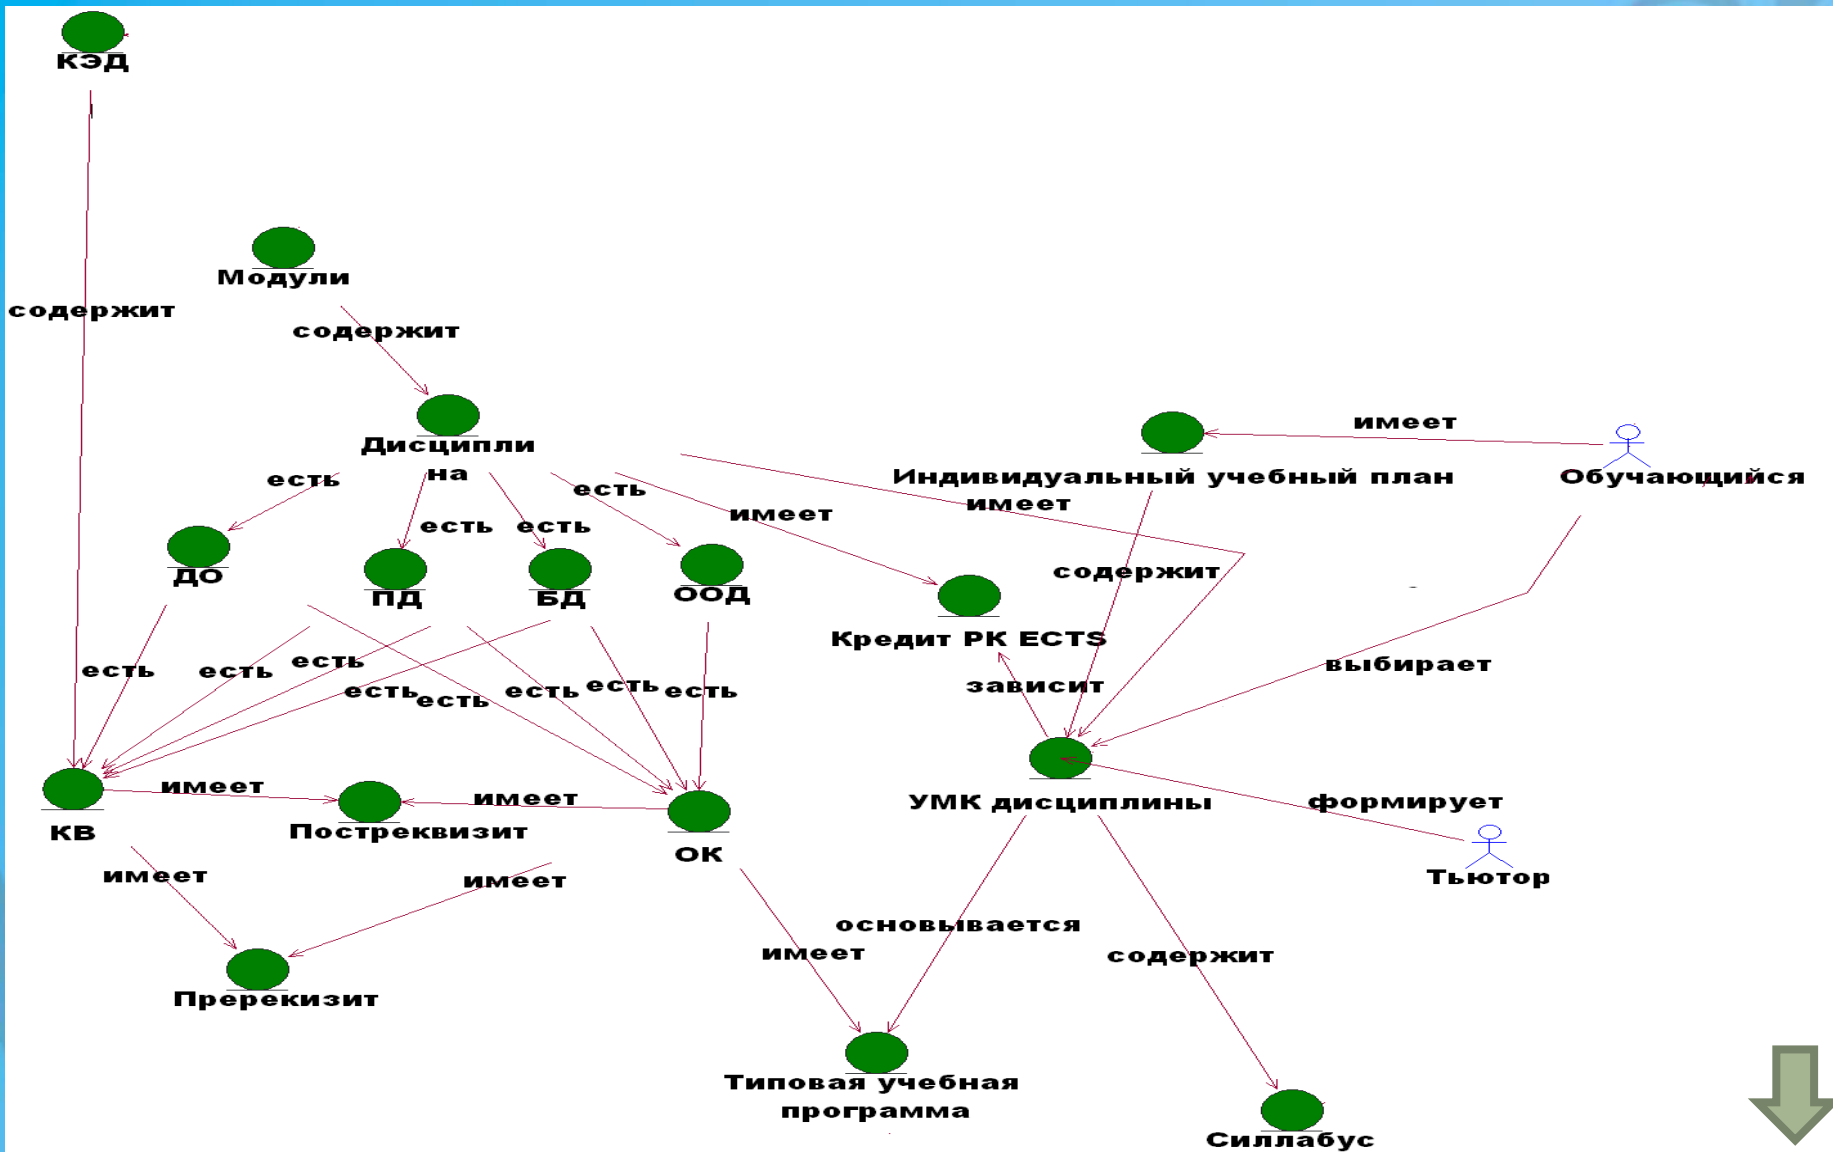 КЭД
содержит
Модули
содержит
Дисципли
на
имеет
Индивидуальный учебный план
Обучающийся
есть
есть
есть
есть
имеет
имеет
содержит
ДО
ПД
БД
ООД
Кредит РК ECTS
есть
есть
есть
есть
есть
есть
есть
есть
зависит
выбирает
имеет
имеет
КВ
Постреквизит
ОК
УМК дисциплины
формирует
Тьютор
имеет
имеет
Пререкизит
имеет
основывается
содержит
Типовая учебная
программа
Силлабус